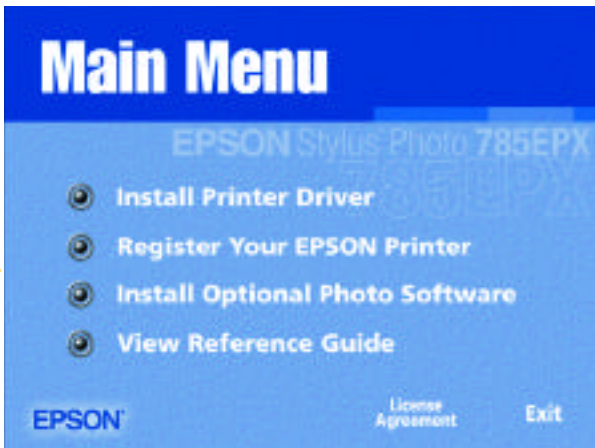 Main Menu
EPSON Stylus Photo 785EPX
785EPX
Install Printer Driver
Register Your EPSON Printer
Install Optional Photo Software
View Reference Guide
EPSON
License
Agreement
Exit